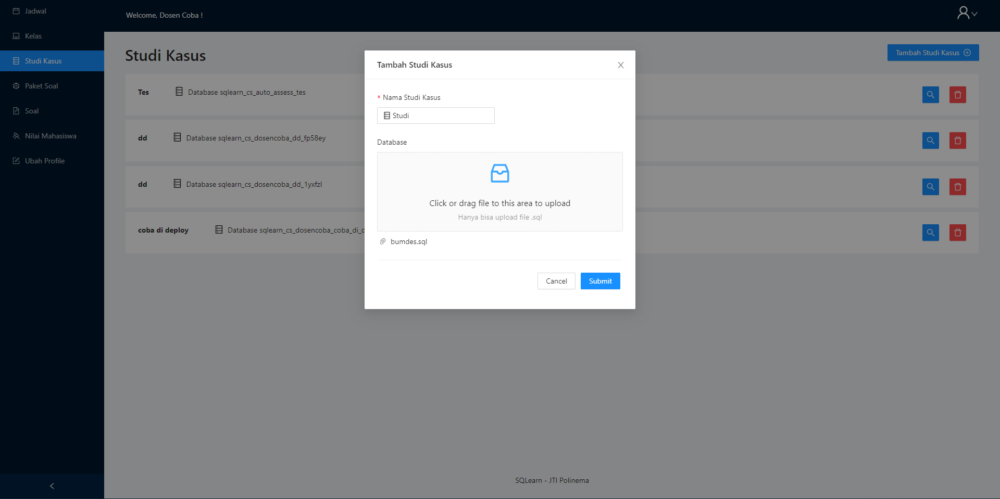 Jadwal
Kelas
Studi Kasus
Paket Soal
Soal
Nilai Mahasiswa
Ubah Profile
Welcome, Dosen Coba !
Studi Kasus
Tambah Studi Kasus
Tes Database sqlearn_cs_auto_assess_tes
dd Database sqlearn_cs_dosencoba_dd_fp58ey
dd Database sqlearn_cs_dosencoba_dd_1yxfzl
coba di deploy Database sqlearn_cs_dosencoba_coba_di_
Tambah Studi Kasus
* Nama Studi Kasus
Studi
Database
Click or drag file to this area to upload
Hanya bisa upload file .sql
bumdes.sql
Cancel Submit
SQLearn - JTI Polinema